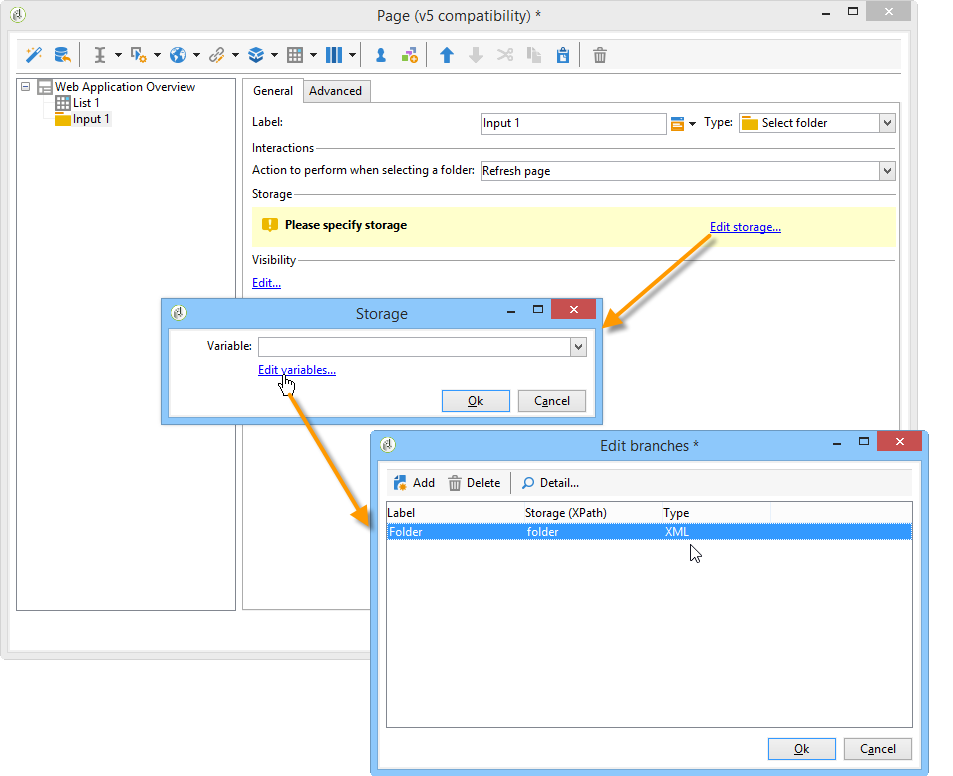 Page (v5 compatibility) *
Web Application Overview
List 1
Input 1
General
Advanced
Label:
Input 1
Type:
Select folder
Interactions
Action to perform when selecting a folder:
Refresh page
Storage
Please specify storage
Edit storage...
Visibility
Edit...
Storage
Variable:
Edit variables...
Ok
Cancel
Edit branches *
Add
Delete
Detail...
Label
Storage (XPath)
Type
Folder
folder
XML
Ok
Cancel